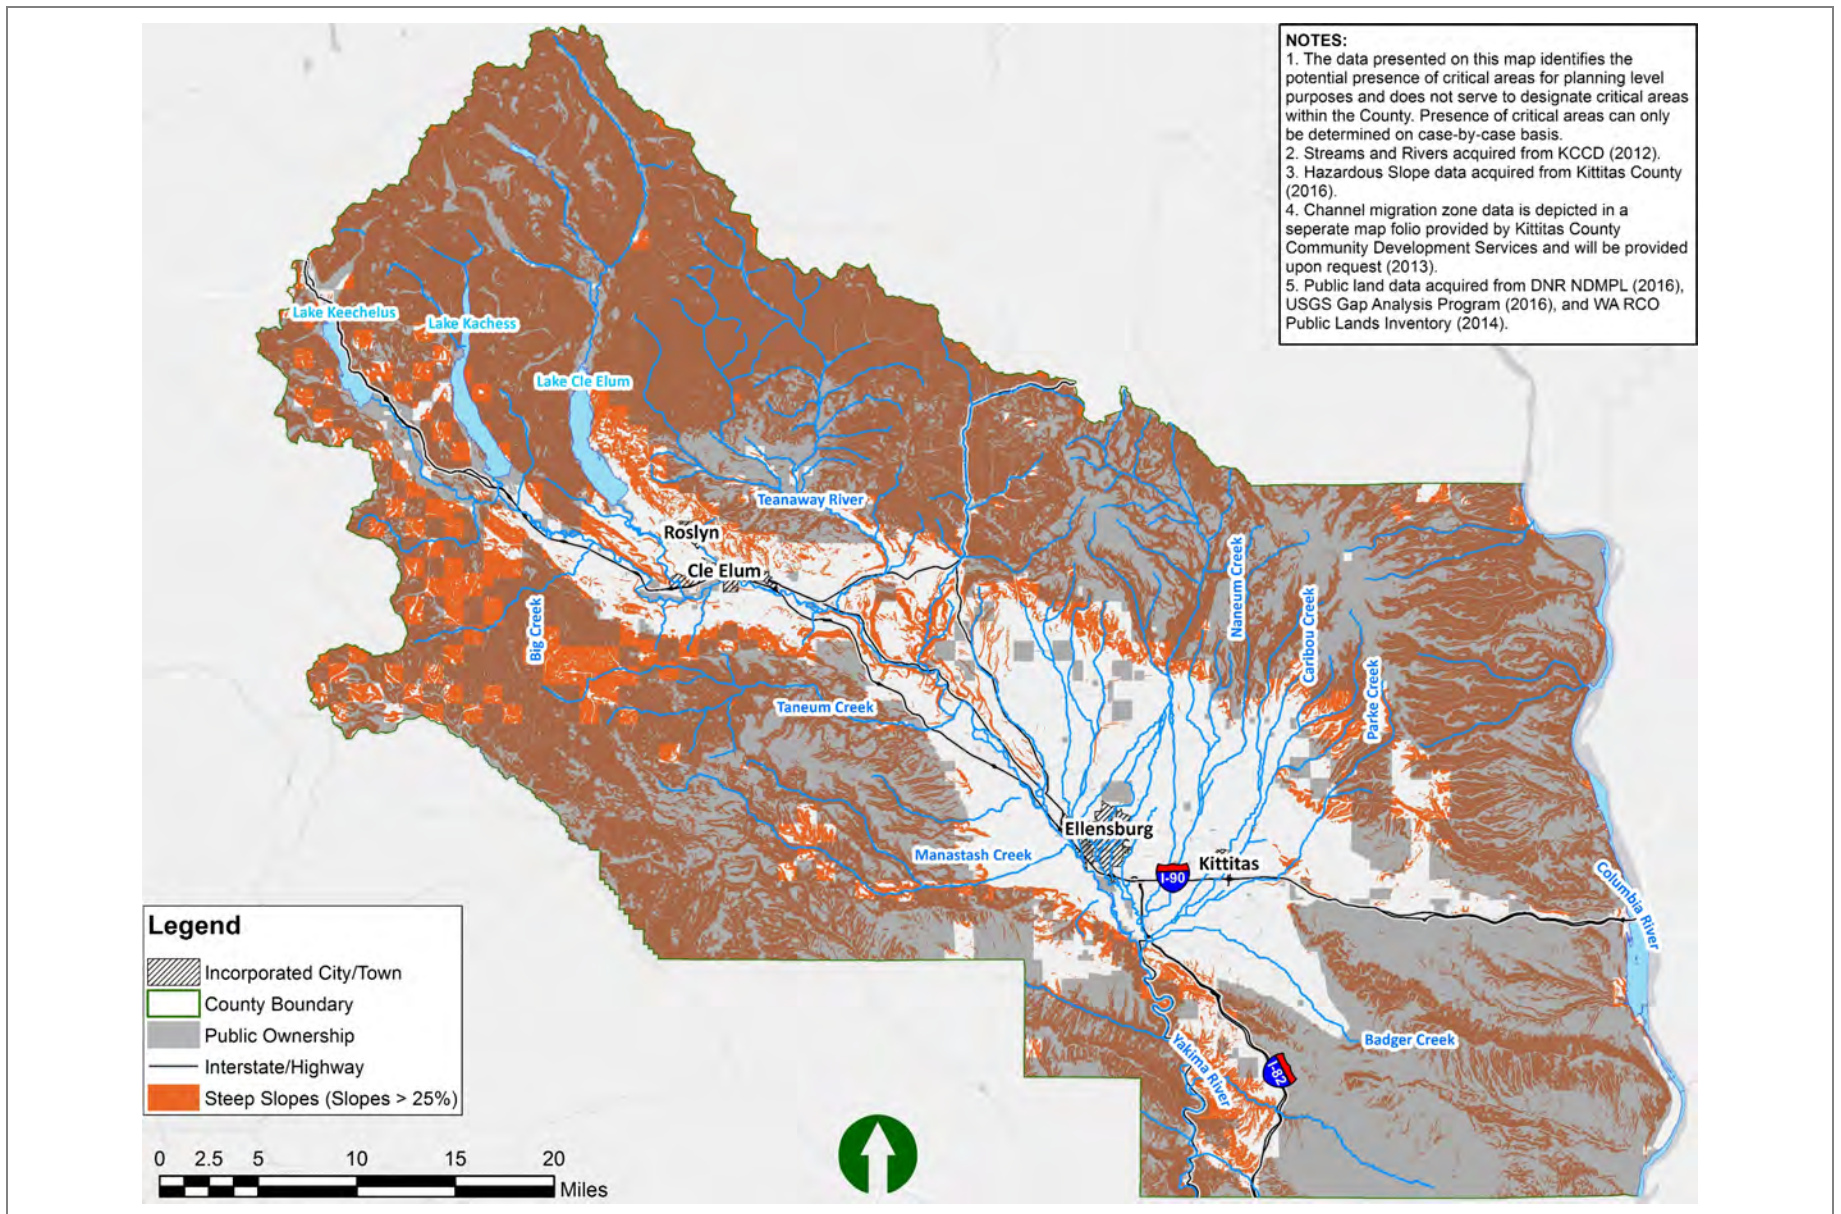 NOTES:
1. The data presented on this map identifies the
potential presence of critical areas for planning level
purposes and does not serve to designate critical areas
within the County. Presence of critical areas can only
be determined on case-by-case basis.
2. Streams and Rivers acquired from KCCD (2012).
3. Hazardous Slope data acquired from Kittitas County
(2016).
4. Channel migration zone data is depicted in a
seperate map folio provided by Kittitas County
Community Development Services and will be provided
upon request (2013).
5. Public land data acquired from DNR NDMPL (2016),
USGS Gap Analysis Program (2016), and WA RCO
Public Lands Inventory (2014).
Lake Keechelus
Lake Kachess
Lake Cle Elum
Teanaway River
Roslyn
Cle Elum
Big Creek
Naneum Creek
Caribou Creek
Parke Creek
Taneum Creek
Ellensburg
Manastash Creek
Kittitas
I-90
Columbia River
Badger Creek
Yakima River
I-82
Legend
Incorporated City/Town
County Boundary
Public Ownership
Interstate/Highway
Steep Slopes (Slopes > 25%)
0 2.5 5 10 15 20
Miles